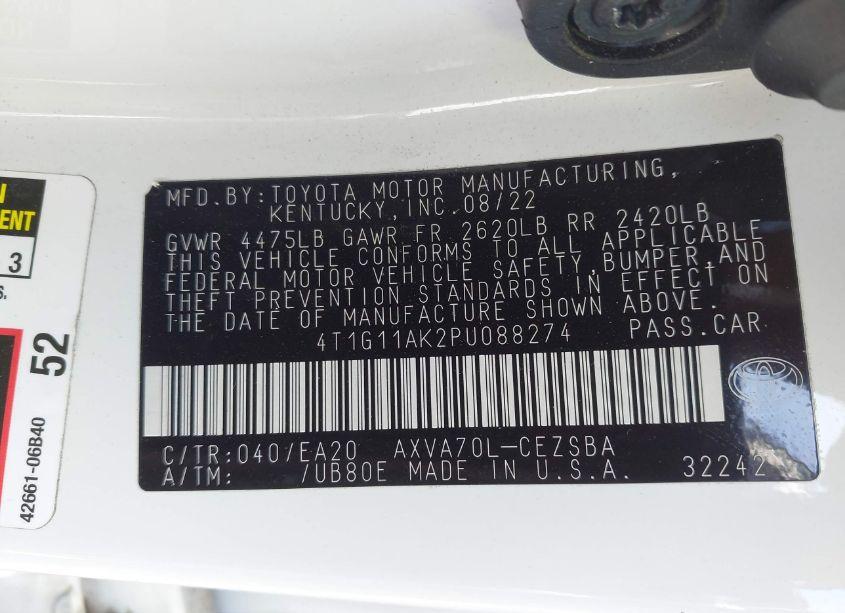 MFD. BY: TOYOTA MOTOR MANUFACTURING,
KENTUCKY, INC. 08/22
GVWR 4475LB GAWR FR 2620LB RR 2420LB
THIS VEHICLE CONFORMS TO ALL APPLICABLE
FEDERAL MOTOR VEHICLE SAFETY, BUMPER, AND
THEFT PREVENTION STANDARDS IN EFFECT ON
THE DATE OF MANUFACTURE SHOWN ABOVE.
4T1G11AK2PU088274 PASS.CAR
C/TR: 040/EA20 AXVA70L-CEZSBA
A/TM: /UB80E MADE IN U.S.A. 32242
TOYOTA
3
52
42661-06B40